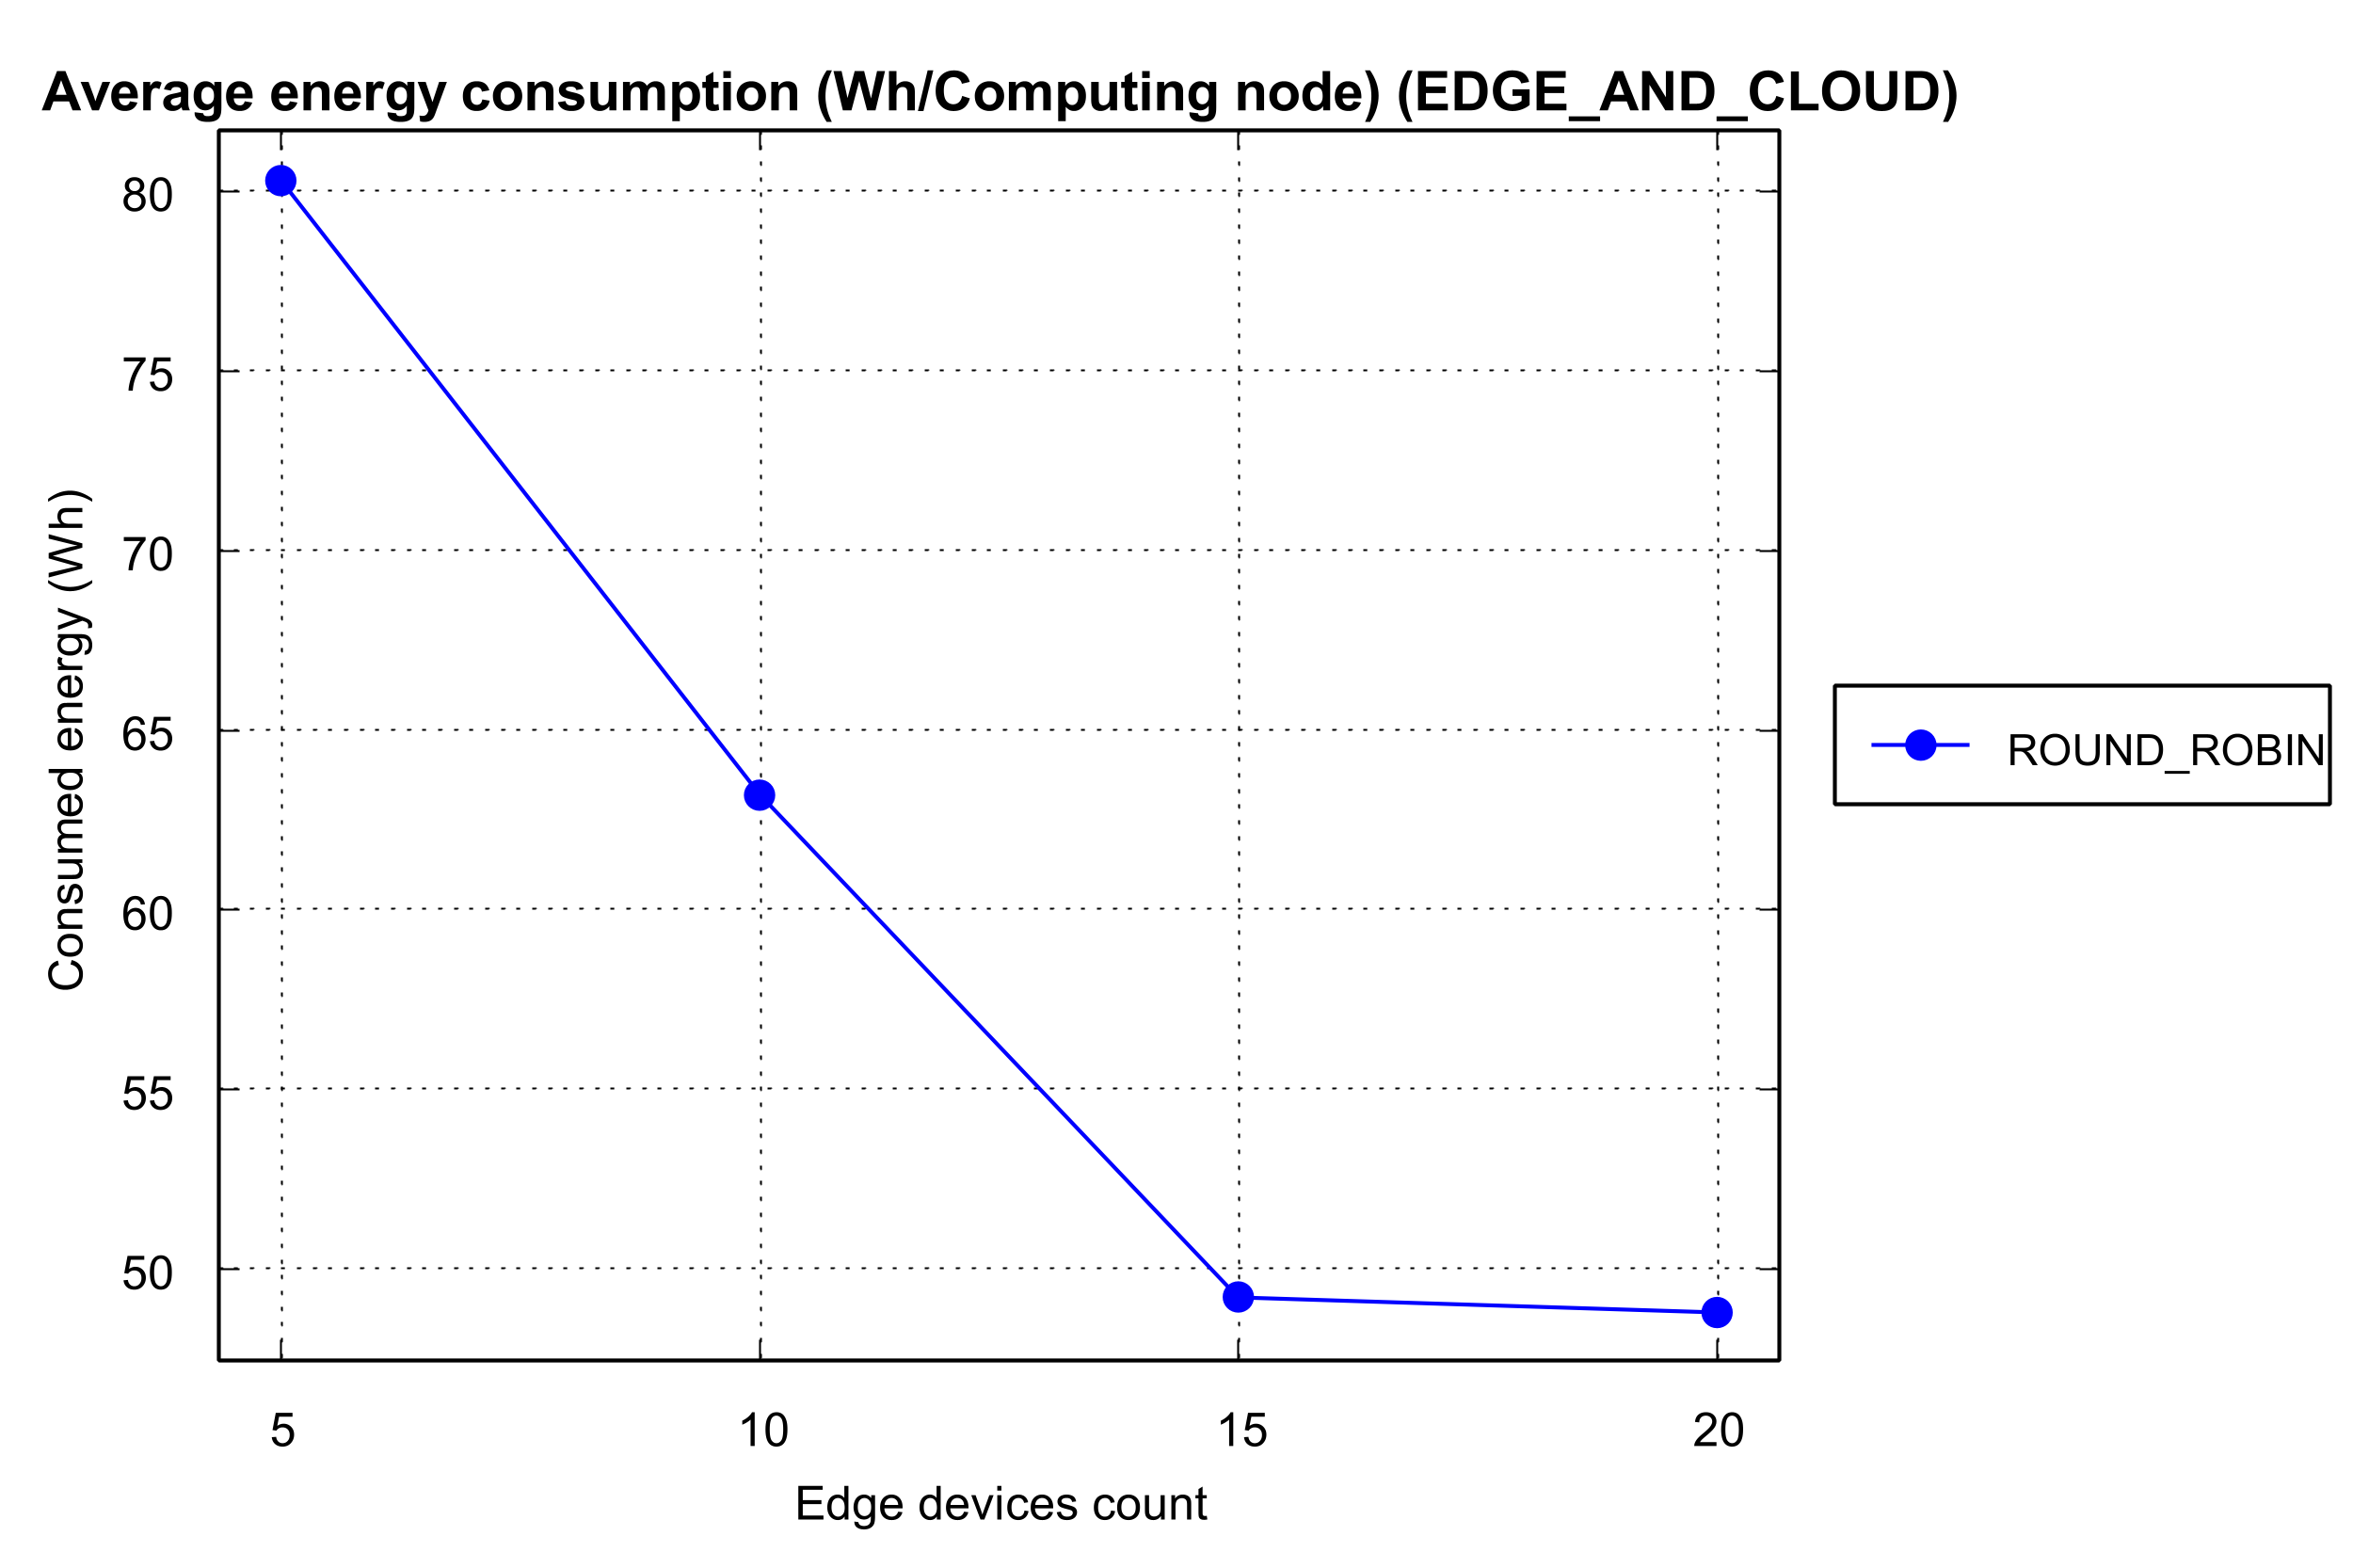 Average energy consumption (Wh/Computing node) (EDGE_AND_CLOUD)
80
75
70
65
60
55
50
Consumed energy (Wh)
ROUND_ROBIN
5 10 15 20
Edge devices count